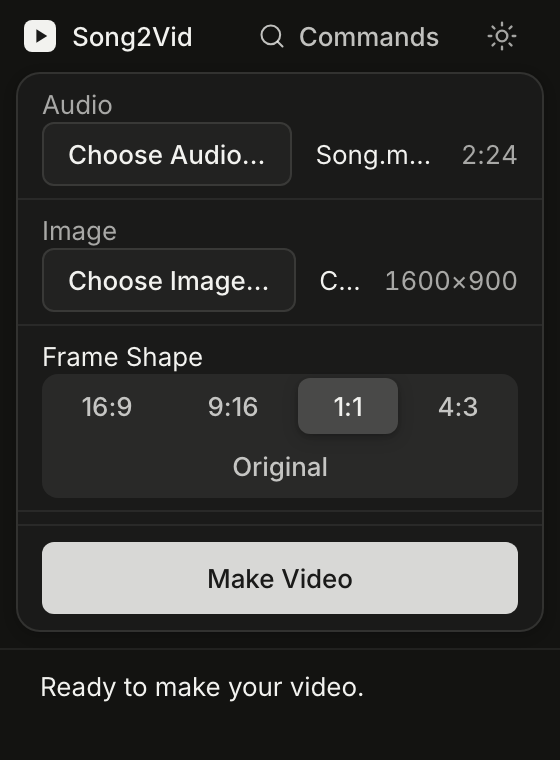 Song2Vid Commands
Audio
Choose Audio... Song.m... 2:24
Image
Choose Image... C... 1600×900
Frame Shape
16:9 9:16 1:1 4:3
Original
Make Video
Ready to make your video.